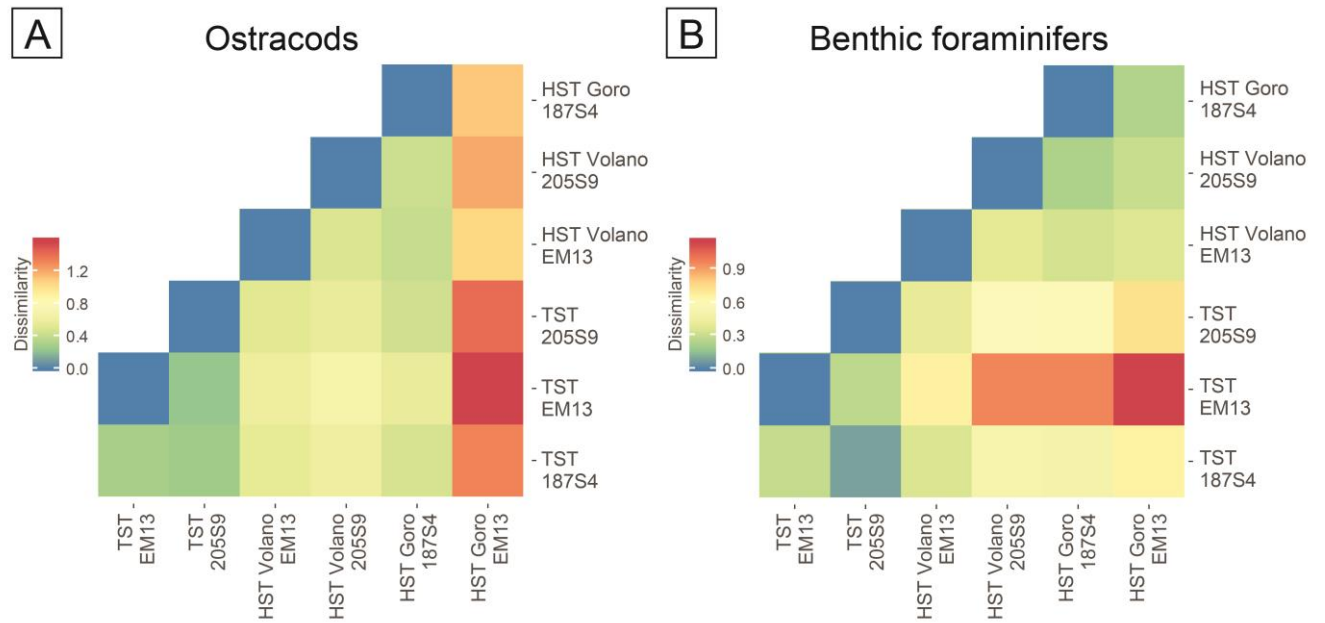 A
Ostracods
HST Goro
187S4
HST Volano
205S9
HST Volano
EM13
TST
205S9
TST
EM13
TST
187S4
Dissimilarity
1.2
0.8
0.4
0.0
TST
EM13
TST
205S9
HST Volano
EM13
HST Volano
205S9
HST Goro
187S4
HST Goro
EM13
B
Benthic foraminifers
HST Goro
187S4
HST Volano
205S9
HST Volano
EM13
TST
205S9
TST
EM13
TST
187S4
Dissimilarity
0.9
0.6
0.3
0.0
TST
EM13
TST
205S9
HST Volano
EM13
HST Volano
205S9
HST Goro
187S4
HST Goro
EM13